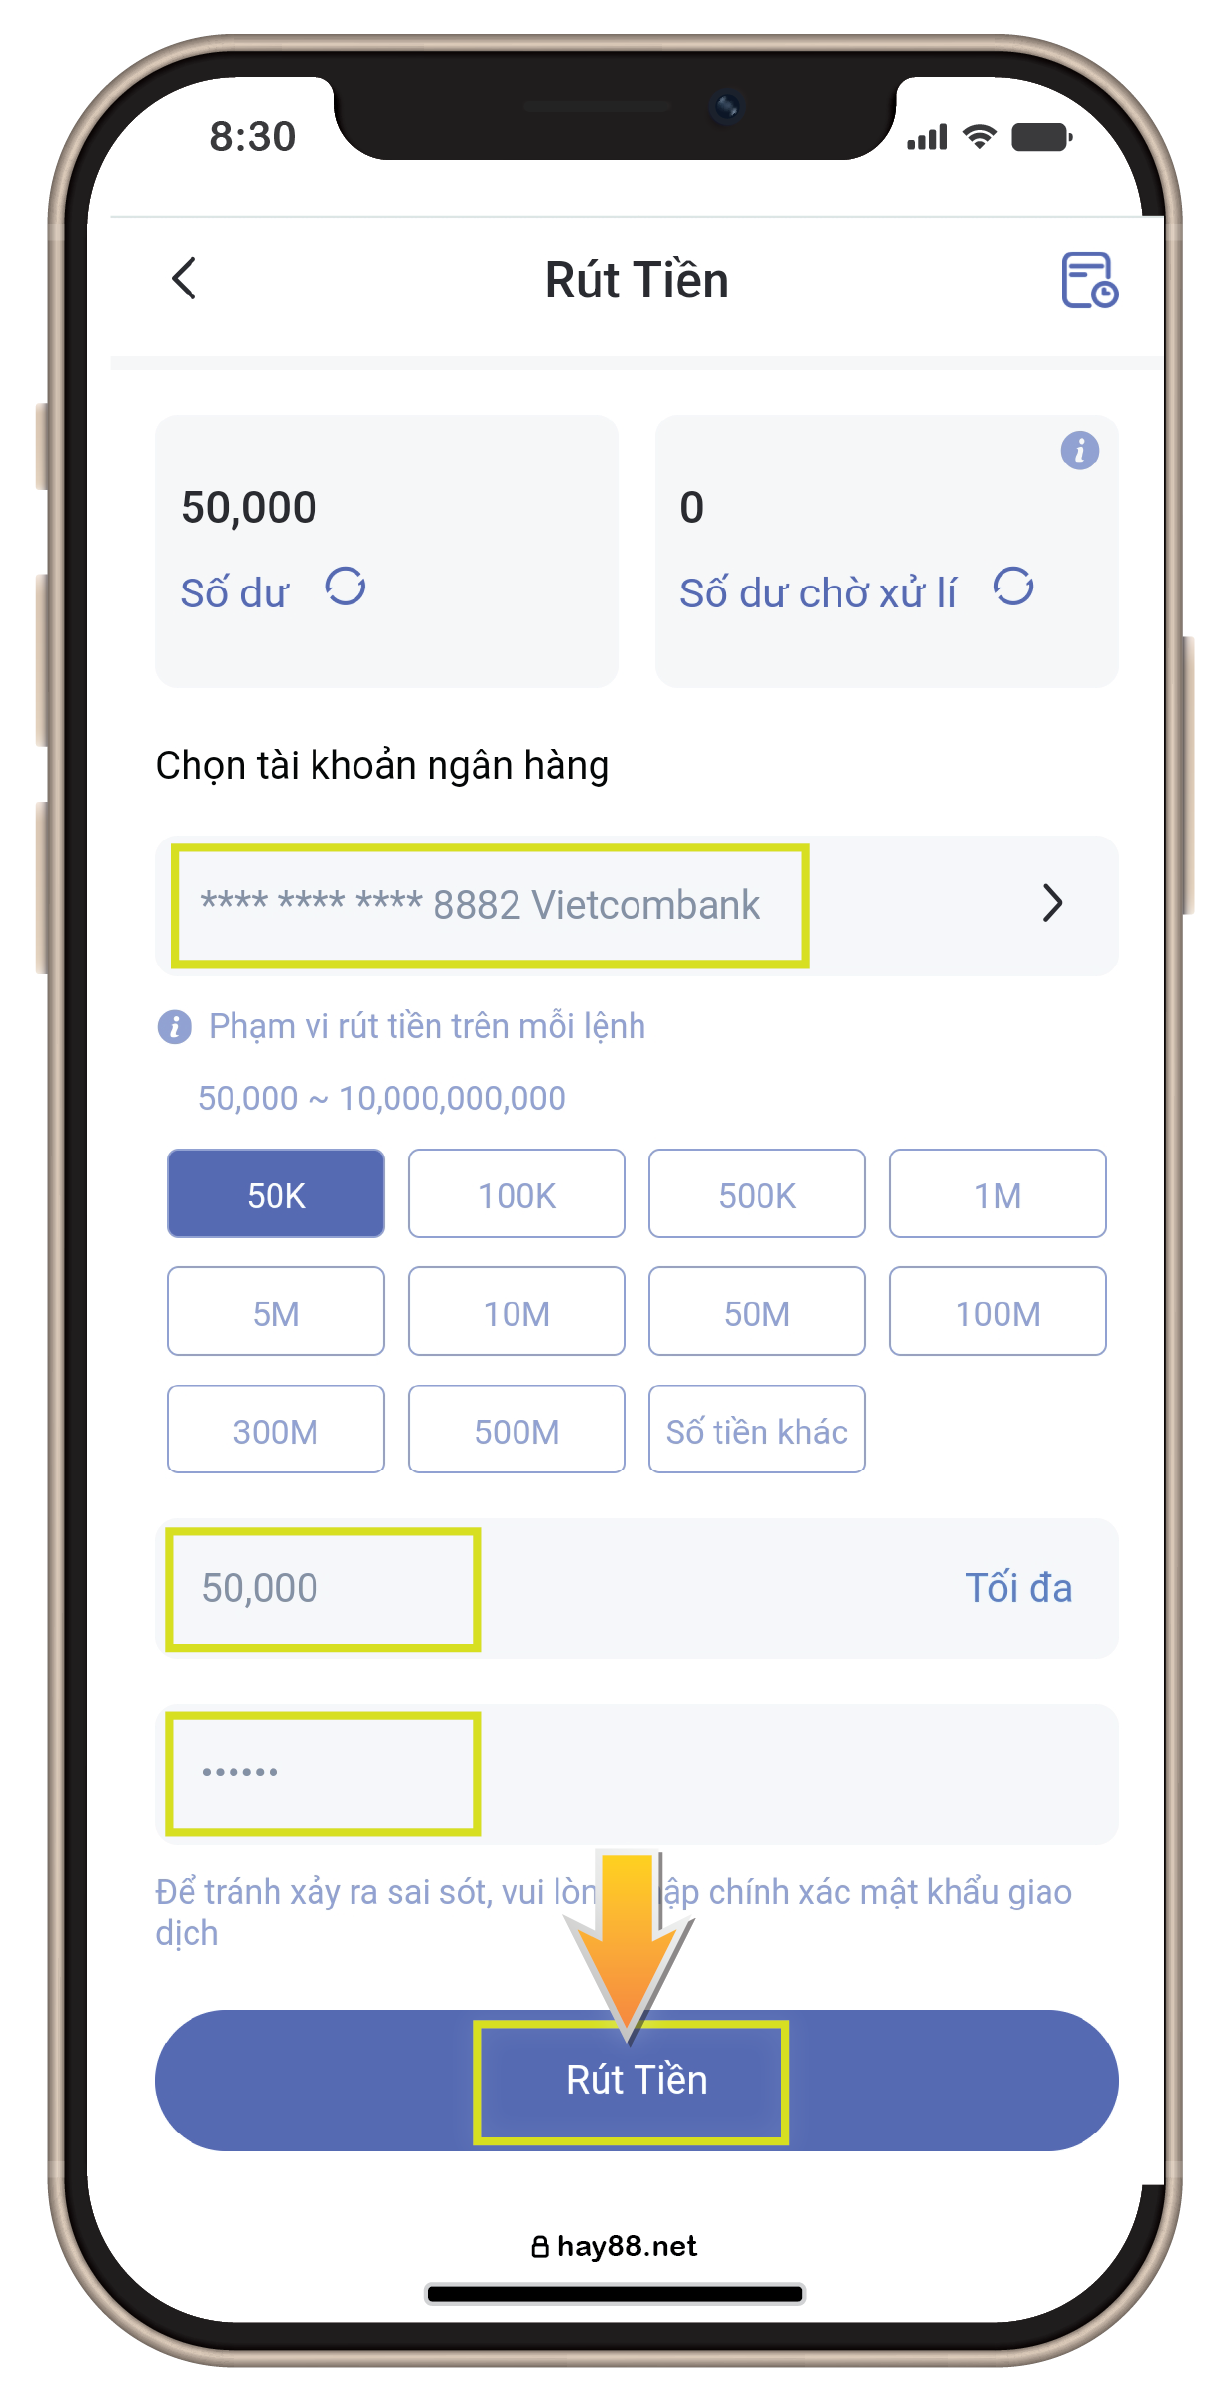 8:30
Rút Tiền
50,000
Số dư
0
Số dư chờ xử lí
Chọn tài khoản ngân hàng
**** **** **** 8882 Vietcombank
Phạm vi rút tiền trên mỗi lệnh
50,000 ~ 10,000,000,000
50K 100K 500K 1M
5M 10M 50M 100M
300M 500M Số tiền khác
50,000 Tối đa
••••••
Để tránh xảy ra sai sót, vui chính xác mật khẩu giao
dịch
Rút Tiền
hay88.net